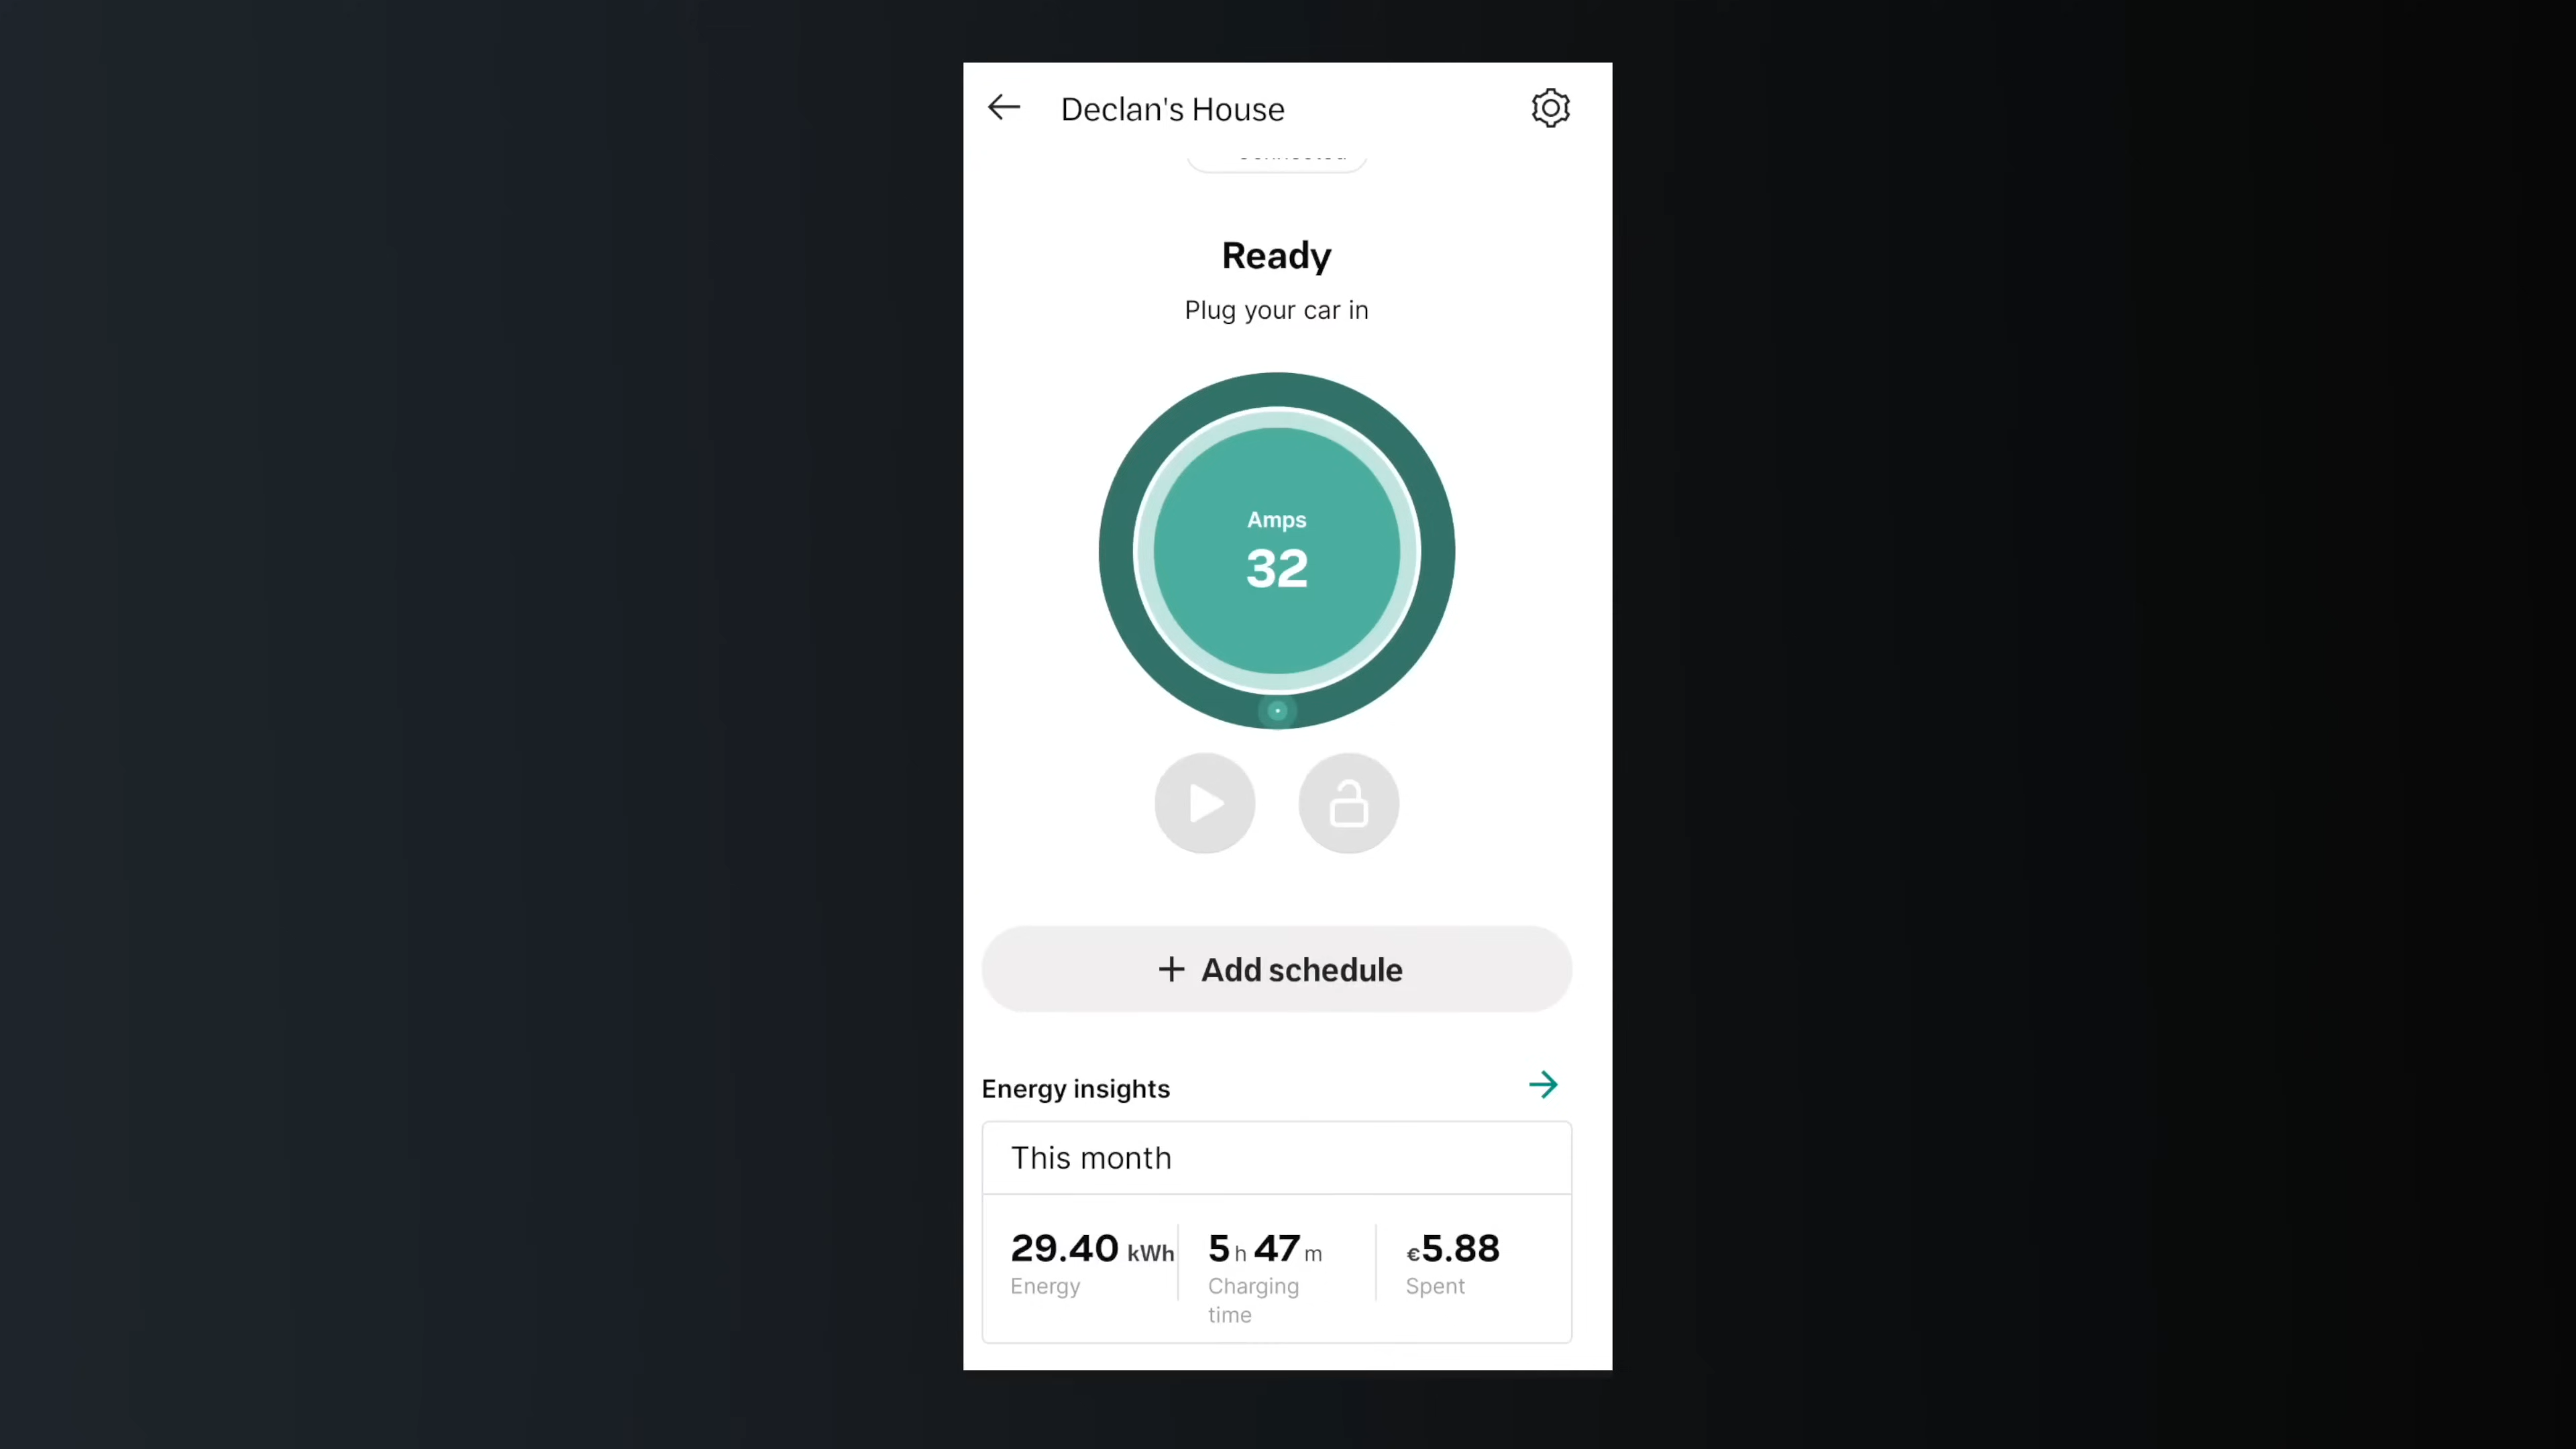 Declan's House
Ready
Plug your car in
Amps
32
+ Add schedule
Energy insights
This month
29.40 kWh
Energy
5 h 47 m
Charging
time
€5.88
Spent